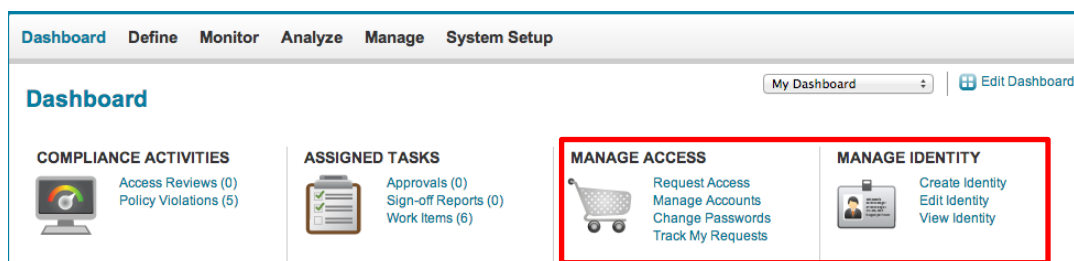 Dashboard Define Monitor Analyze Manage System Setup
My Dashboard Edit Dashboard
Dashboard
COMPLIANCE ACTIVITIES
Access Reviews (0)
Policy Violations (5)
ASSIGNED TASKS
Approvals (0)
Sign-off Reports (0)
Work Items (6)
MANAGE ACCESS
Request Access
Manage Accounts
Change Passwords
Track My Requests
MANAGE IDENTITY
Create Identity
Edit Identity
View Identity